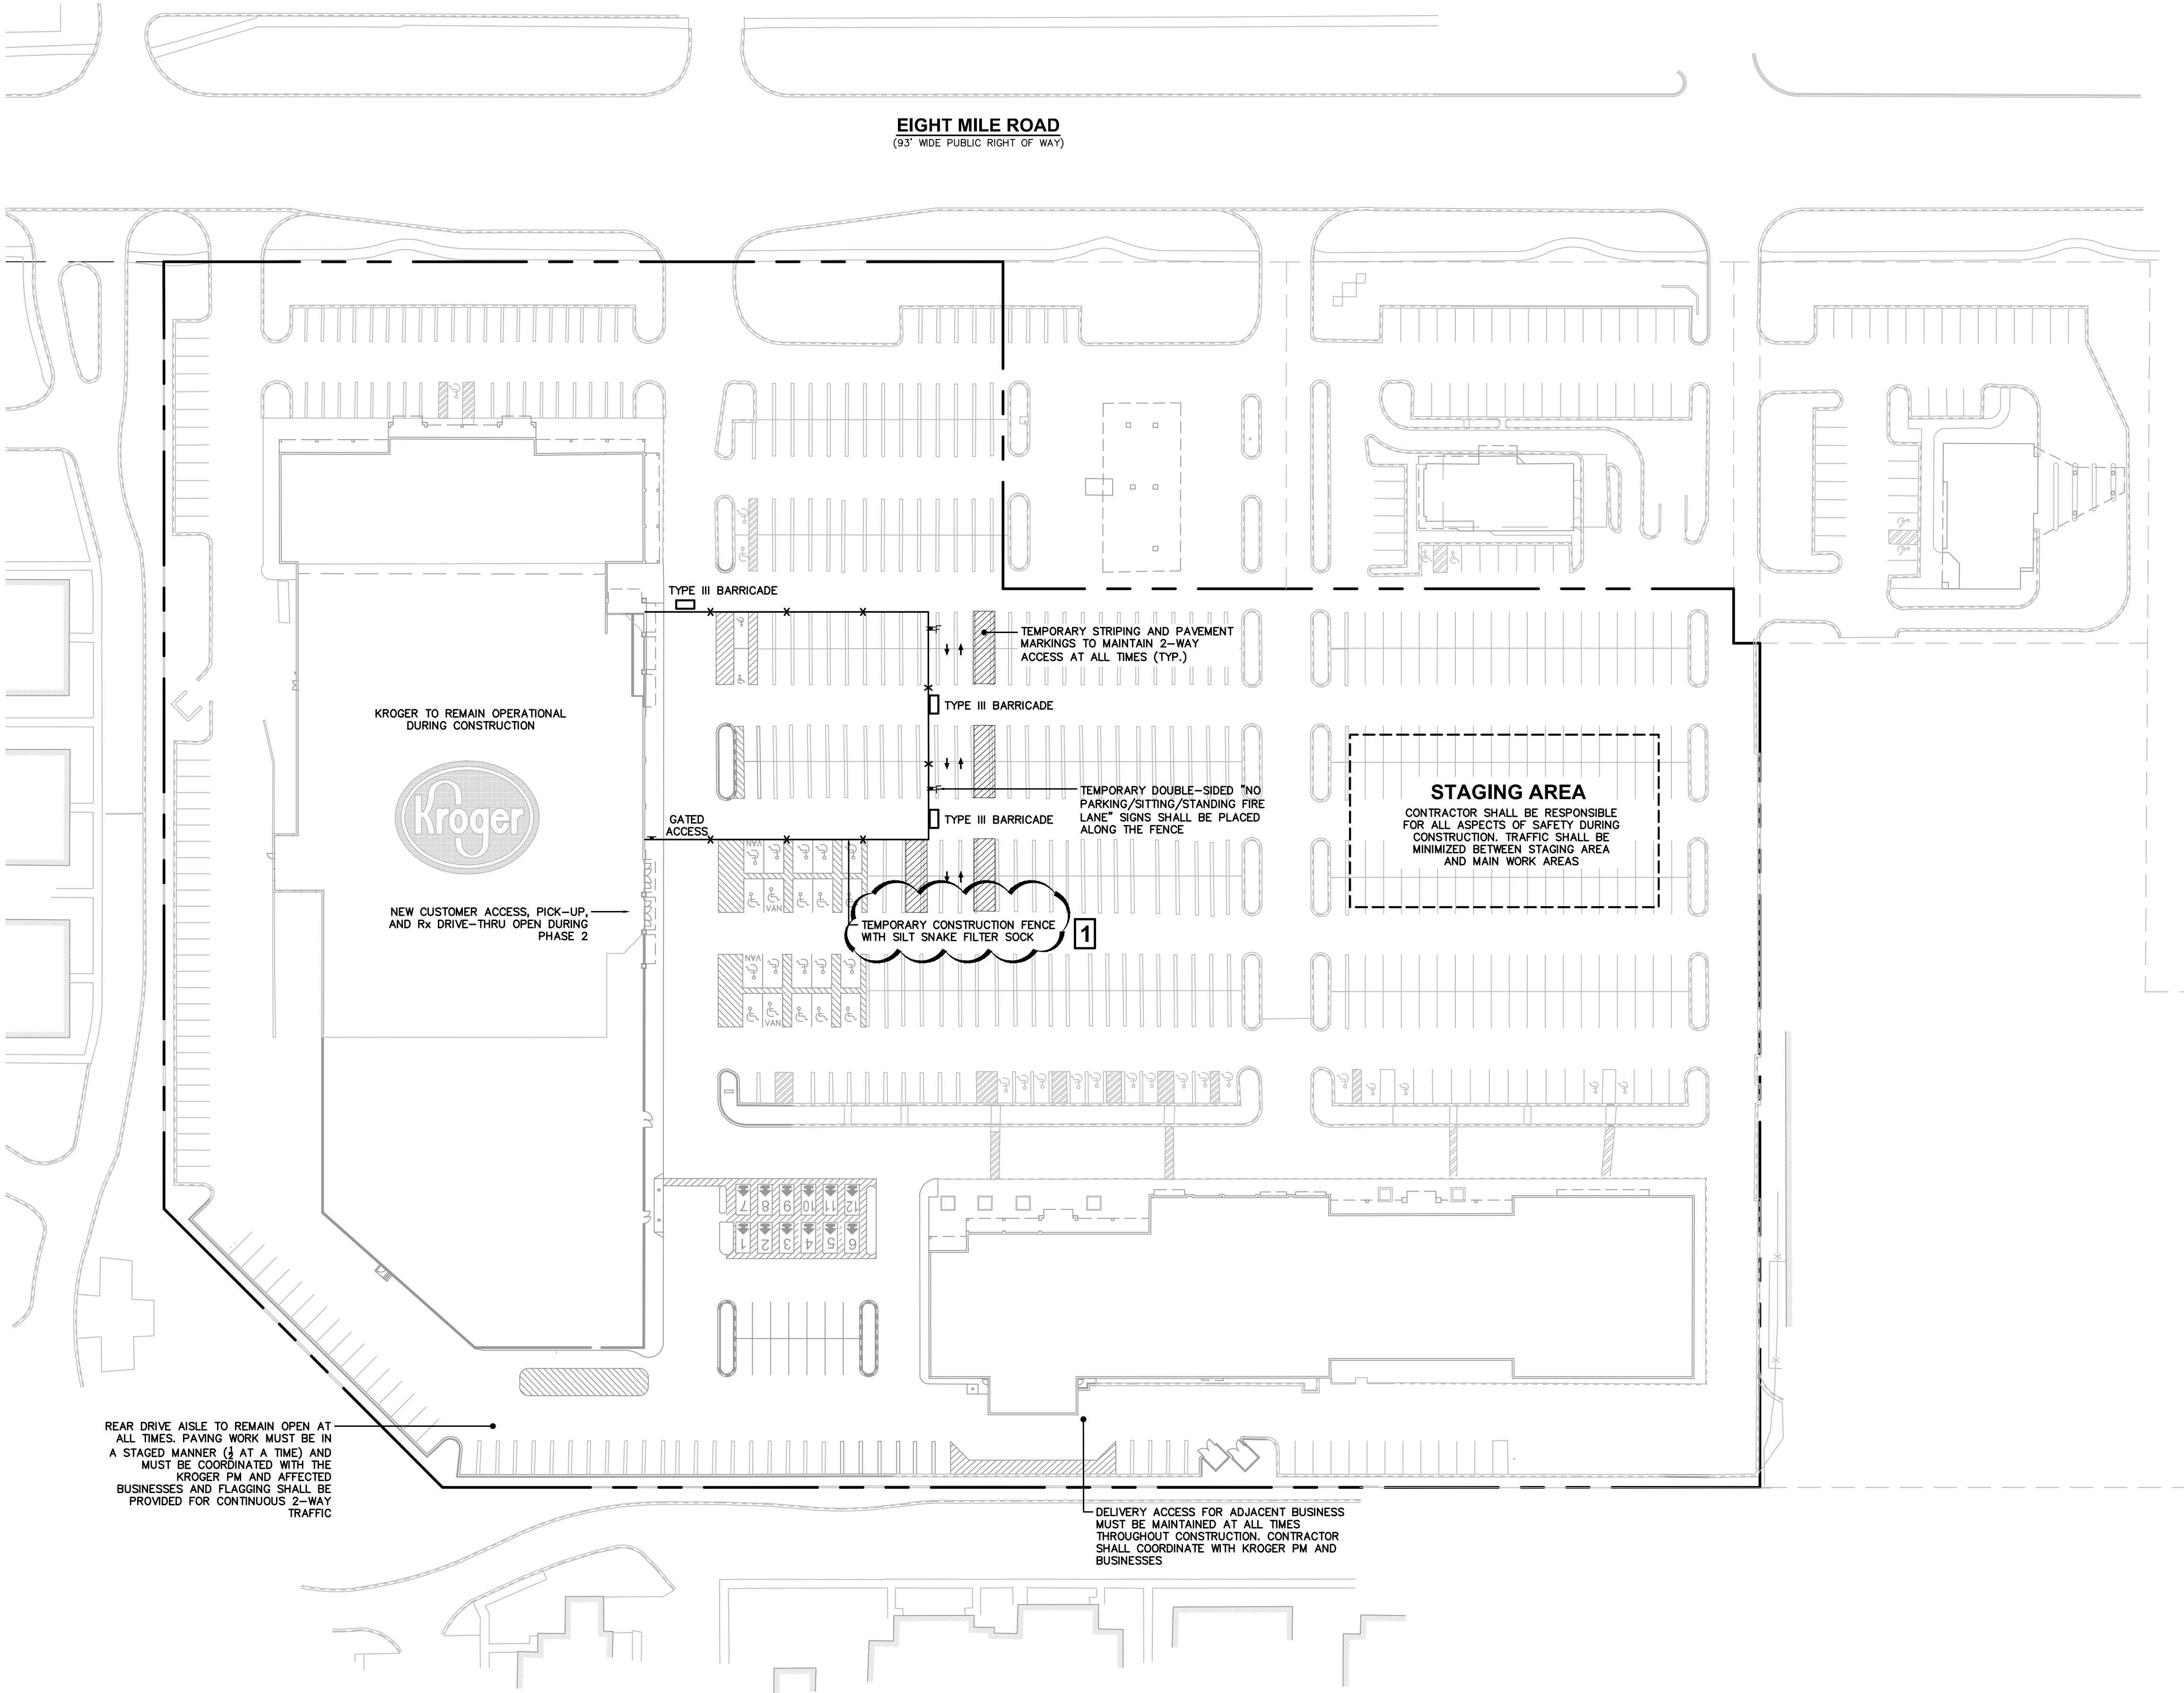 EIGHT MILE ROAD
(93' WIDE PUBLIC RIGHT OF WAY)
TYPE III BARRICADE
TEMPORARY STRIPING AND PAVEMENT
MARKINGS TO MAINTAIN 2-WAY
ACCESS AT ALL TIMES (TYP.)
F
TYPE III BARRICADE
KROGER TO REMAIN OPERATIONAL
DURING CONSTRUCTION
Kroger
TEMPORARY DOUBLE-SIDED "NO
PARKING/SITTING/STANDING FIRE
LANE" SIGNS SHALL BE PLACED
ALONG THE FENCE
F
TYPE III BARRICADE
GATED
ACCESS
STAGING AREA
CONTRACTOR SHALL BE RESPONSIBLE
FOR ALL ASPECTS OF SAFETY DURING
CONSTRUCTION. TRAFFIC SHALL BE
MINIMIZED BETWEEN STAGING AREA
AND MAIN WORK AREAS
VAN
VAN
NEW CUSTOMER ACCESS, PICK-UP,
AND Rx DRIVE-THRU OPEN DURING
PHASE 2
TEMPORARY CONSTRUCTION FENCE
WITH SILT SNAKE FILTER SOCK
1
VAN
VAN
7 8 9 10 11 12
1 2 3 4 5 6
REAR DRIVE AISLE TO REMAIN OPEN AT
ALL TIMES. PAVING WORK MUST BE IN
A STAGED MANNER (½ AT A TIME) AND
MUST BE COORDINATED WITH THE
KROGER PM AND AFFECTED
BUSINESSES AND FLAGGING SHALL BE
PROVIDED FOR CONTINUOUS 2-WAY
TRAFFIC
DELIVERY ACCESS FOR ADJACENT BUSINESS
MUST BE MAINTAINED AT ALL TIMES
THROUGHOUT CONSTRUCTION. CONTRACTOR
SHALL COORDINATE WITH KROGER PM AND
BUSINESSES